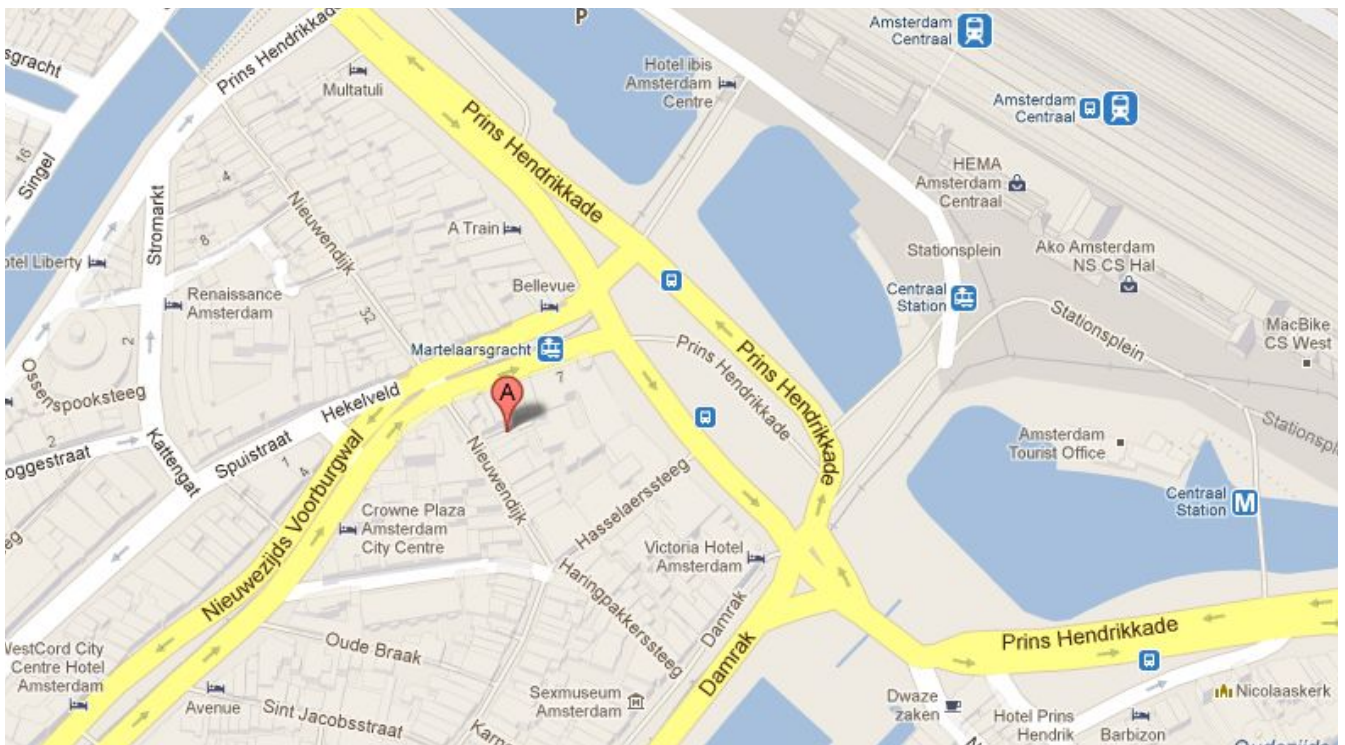 P
Amsterdam
Centraal
Prins Hendrikkade
sgracht
Multatuli
Hotel ibis
Amsterdam
Centre
Amsterdam
Centraal
Prins Hendrikkade
16
Singel
4
HEMA
Amsterdam
Centraal
Nieuwendijk
A Train
Stromarkt
8
Stationsplein
Ako Amsterdam
NS CS Hal
otel Liberty
Renaissance
Amsterdam
Bellevue
Centraal
Station
32
Stationsplein
MacBike
CS West
2
Martelaarsgracht
Prins Hendrikkade
Prins Hendrikkade
Ossenspooksteeg
7
A
Hekelveld
Prins Hendrikkade
Stationsplein
2
oggestraat
Kattengat
Spuistraat
1
4
Nieuwezijds Voorburgwal
Nieuwendijk
Hasselaerssteeg
Amsterdam
Tourist Office
Centraal
Station
M
Crowne Plaza
Amsterdam
City Centre
eg
Victoria Hotel
Amsterdam
Haringpakkerssteeg
Damrak
Damrak
Prins Hendrikkade
Oude Braak
WestCord City
Centre Hotel
Amsterdam
Avenue
Sint Jacobsstraat
Sexmuseum
Amsterdam
Dwaze
zaken
Hotel Prins
Hendrik
Barbizon
Nicolaaskerk